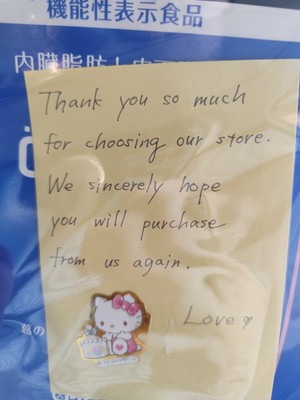 機能性表示食品
Thank you so much
for choosing our store.
We sincerely hope
you will purchase
from us again.
Love ♡